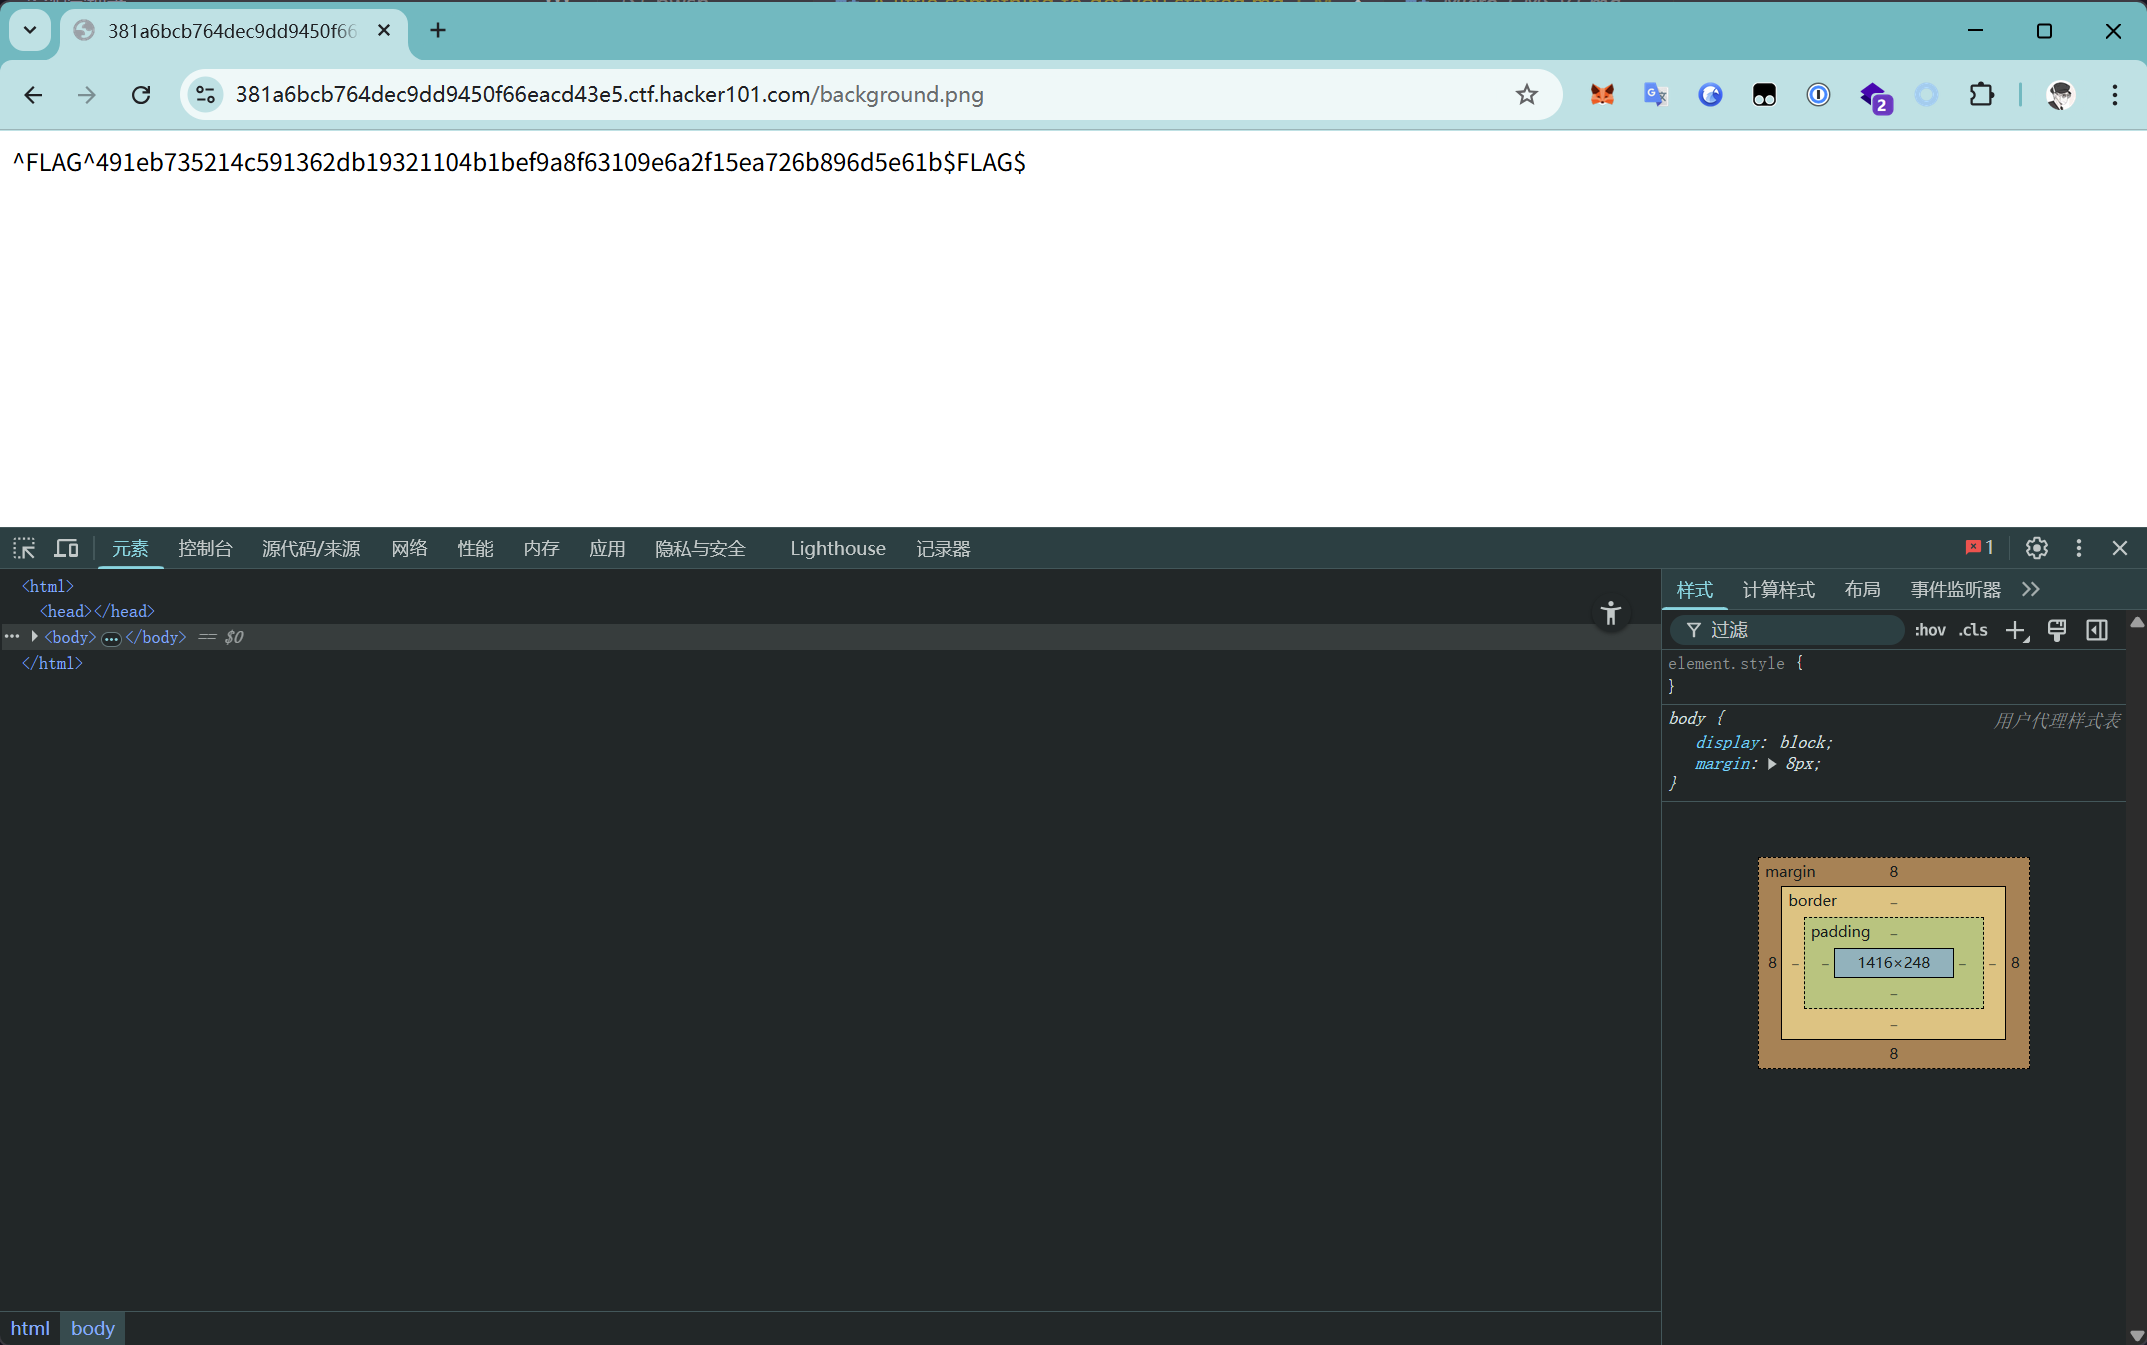 381a6bcb764dec9dd9450f66
381a6bcb764dec9dd9450f66eacd43e5.ctf.hacker101.com/background.png
2
^FLAG^491eb735214c591362db19321104b1bef9a8f63109e6a2f15ea726b896d5e61b$FLAG$
元素 控制台 源代码/来源 网络 性能 内存 应用 隐私与安全 Lighthouse 记录器 1
<html>
<head></head>
<body> … </body> == $0
</html>
html body
样式 计算样式 布局 事件监听器
过滤 :hov .cls
element.style {
}
body { 用户代理样式表
display: block;
margin: 8px;
}
margin 8
border –
padding –
8 – – 1416×248 – – 8
–
–
8